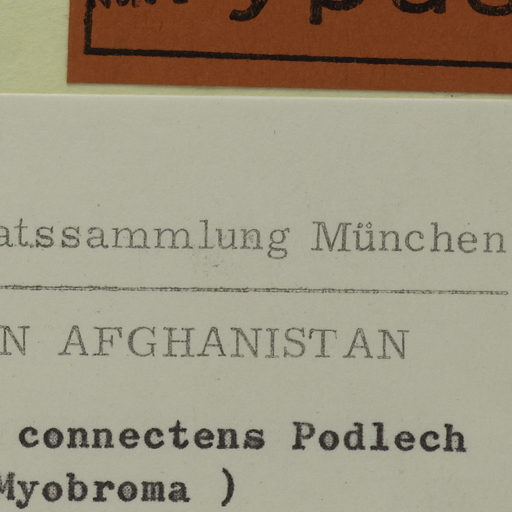 atssammlung München
N AFGHANISTAN
connectens Podlech
Myobroma )